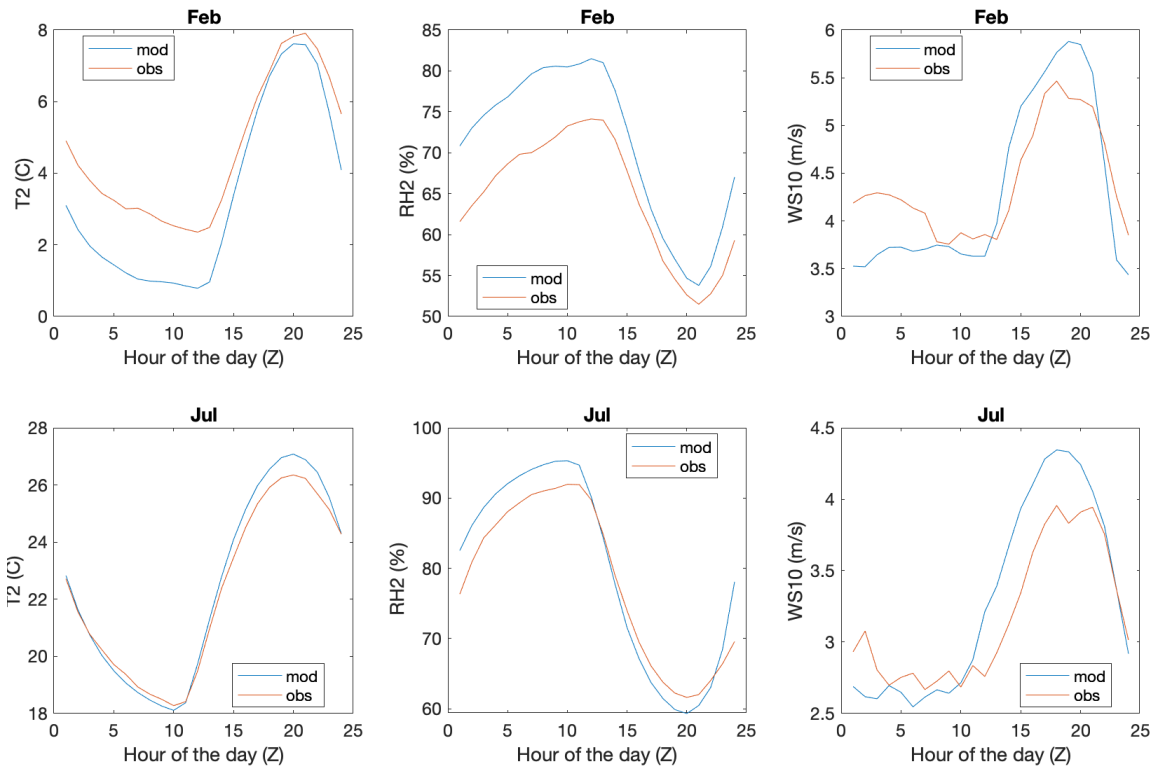 Feb
8
6
4
2
0
T2 (C)
mod
obs
0 5 10 15 20 25
Hour of the day (Z)
Feb
85
80
75
70
65
60
55
50
RH2 (%)
mod
obs
0 5 10 15 20 25
Hour of the day (Z)
Feb
6
5.5
5
4.5
4
3.5
3
WS10 (m/s)
mod
obs
0 5 10 15 20 25
Hour of the day (Z)
Jul
28
26
24
22
20
18
T2 (C)
mod
obs
0 5 10 15 20 25
Hour of the day (Z)
Jul
100
90
80
70
60
RH2 (%)
mod
obs
0 5 10 15 20 25
Hour of the day (Z)
Jul
4.5
4
3.5
3
2.5
WS10 (m/s)
mod
obs
0 5 10 15 20 25
Hour of the day (Z)